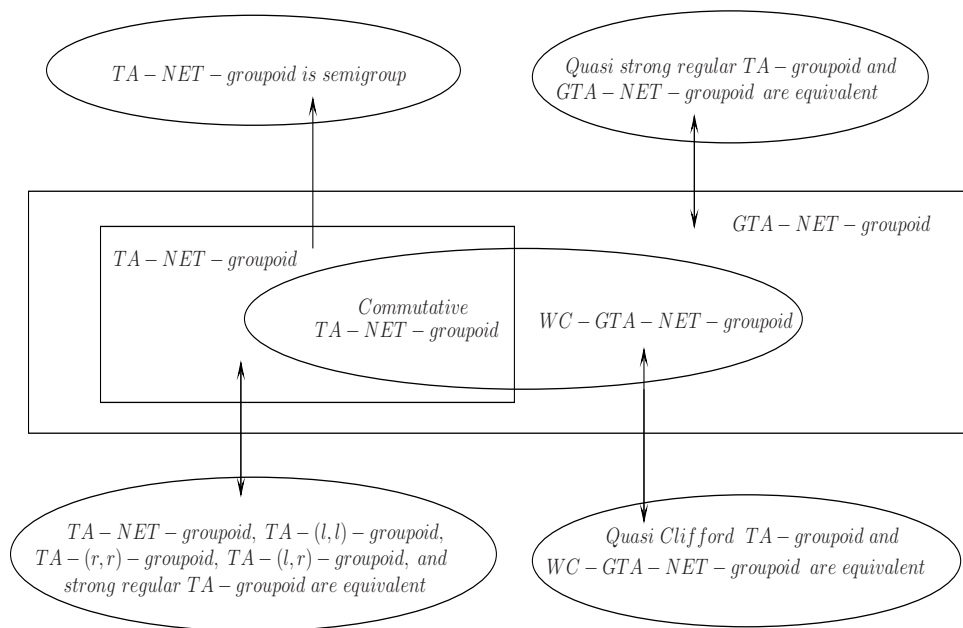 TA − NET − groupoid is semigroup
Quasi strong regular TA − groupoid and
GTA − NET − groupoid are equivalent
GTA − NET − groupoid
TA − NET − groupoid
Commutative
TA − NET − groupoid
WC − GTA − NET − groupoid
TA − NET − groupoid, TA − (l, l) − groupoid,
TA − (r, r) − groupoid, TA − (l, r) − groupoid, and
strong regular TA − groupoid are equivalent
Quasi Clifford TA − groupoid and
WC − GTA − NET − groupoid are equivalent